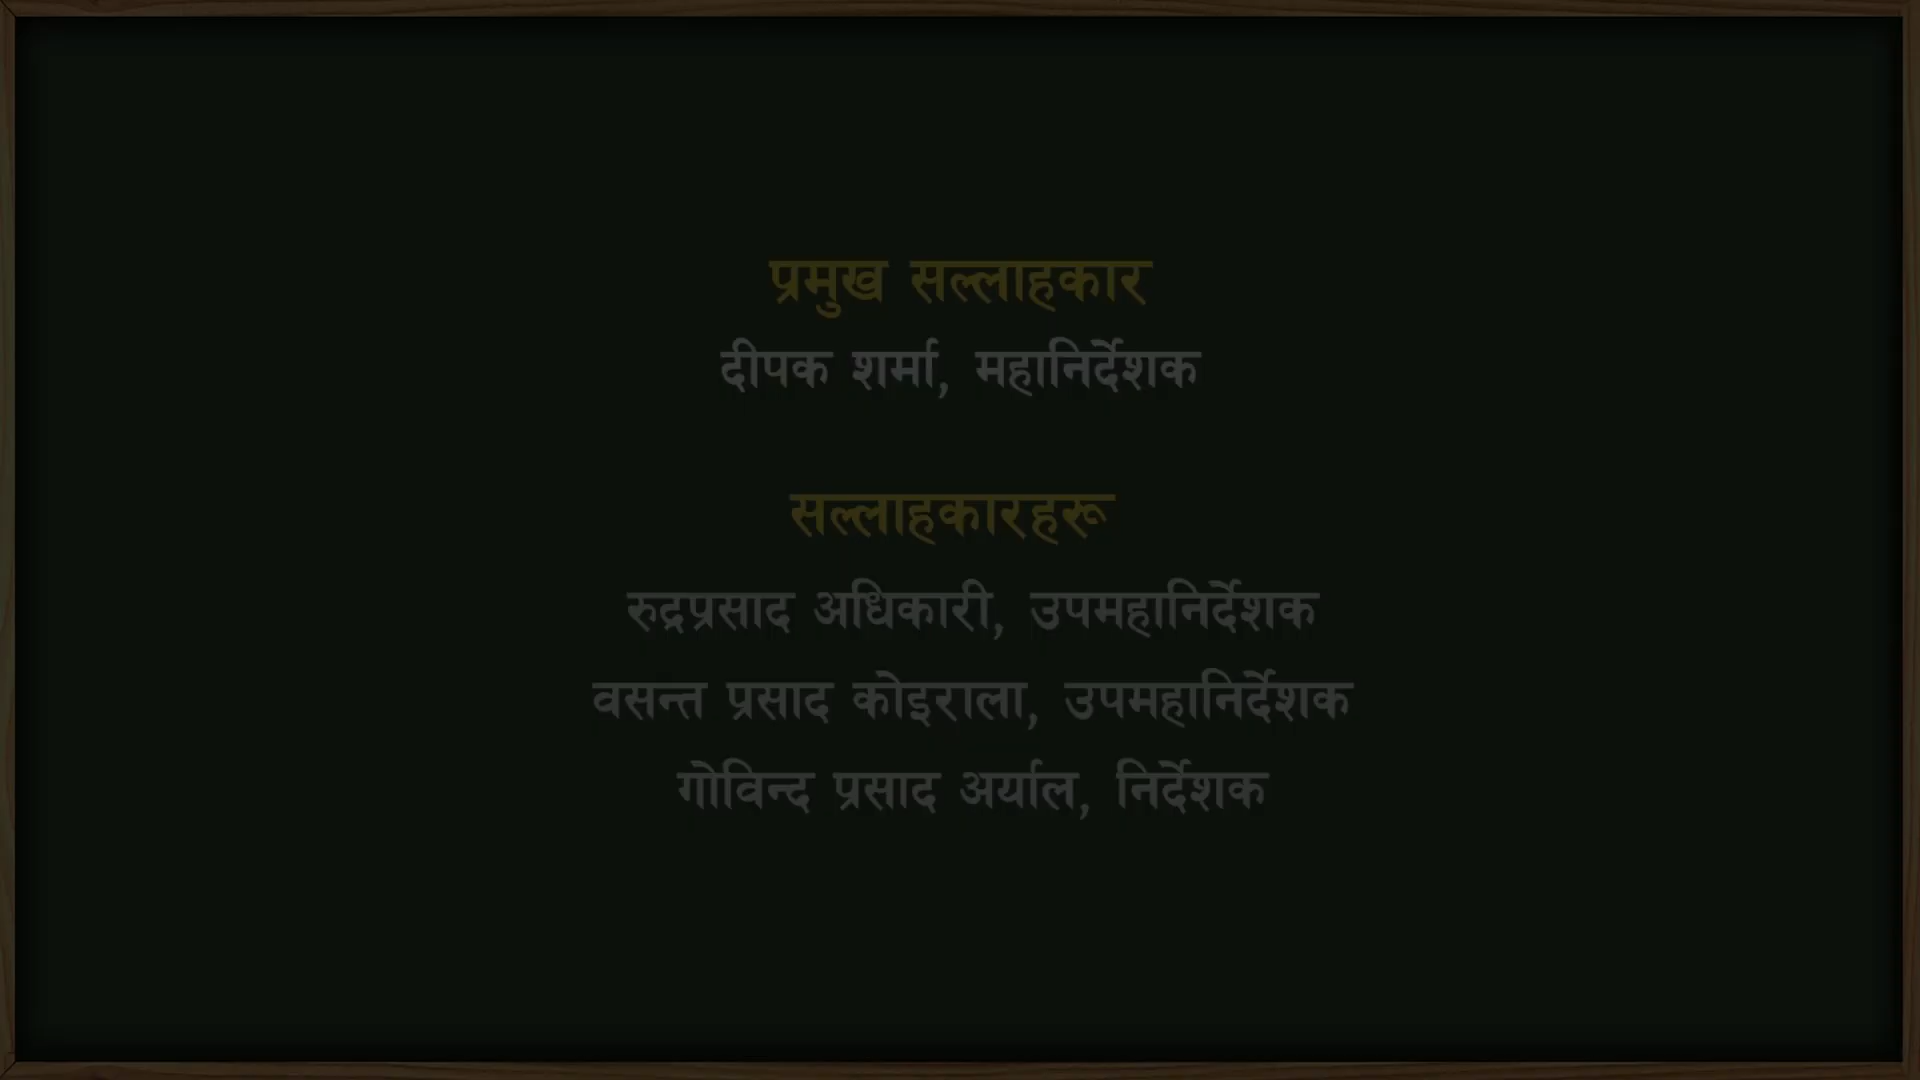 प्रमुख सल्लाहकार
दीपक शर्मा, महानिर्देशक
सल्लाहकारहरू
रुद्रप्रसाद अधिकारी, उपमहानिर्देशक
वसन्त प्रसाद कोइराला, उपमहानिर्देशक
गोविन्द प्रसाद अर्याल, निर्देशक